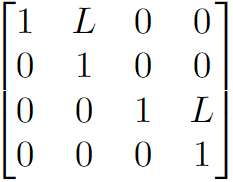 1 L 0 0
0 1 0 0
0 0 1 L
0 0 0 1